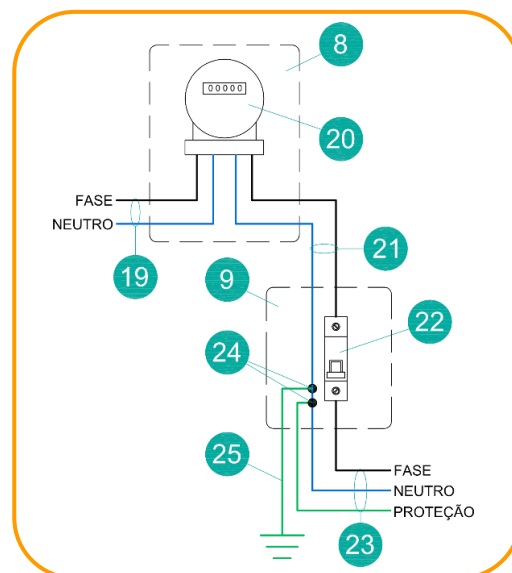 8
00000
20
FASE
NEUTRO
19
21
9
22
24
25
FASE
NEUTRO
PROTEÇÃO
23